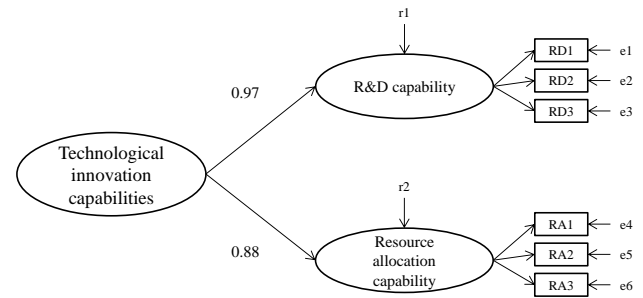 r1
RD1
e1
R&D capability
RD2
e2
RD3
e3
0.97
Technological
innovation
capabilities
r2
0.88
RA1
e4
Resource
allocation
capability
RA2
e5
RA3
e6